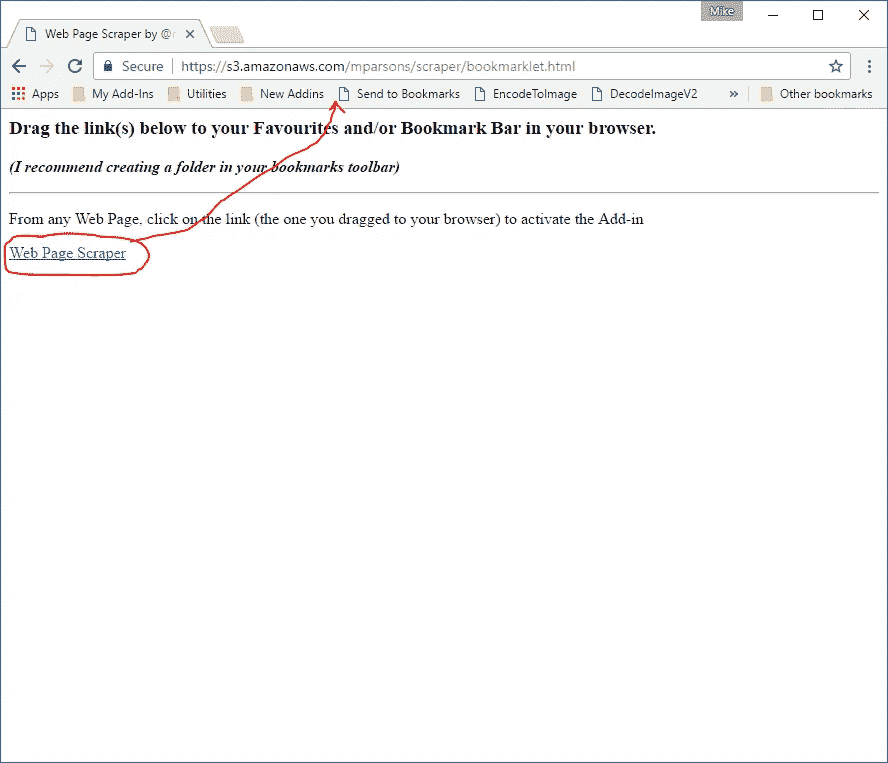 Mike
Web Page Scraper by @
Secure https://s3.amazonaws.com/mparsons/scraper/bookmarklet.html
Apps My Add-Ins Utilities New Addins Send to Bookmarks EncodeToImage DecodeImageV2 » Other bookmarks
Drag the link(s) below to your Favourites and/or Bookmark Bar in your browser.
(I recommend creating a folder in your bookmarks toolbar)
From any Web Page, click on the link (the one you dragged to your browser) to activate the Add-in
Web Page Scraper